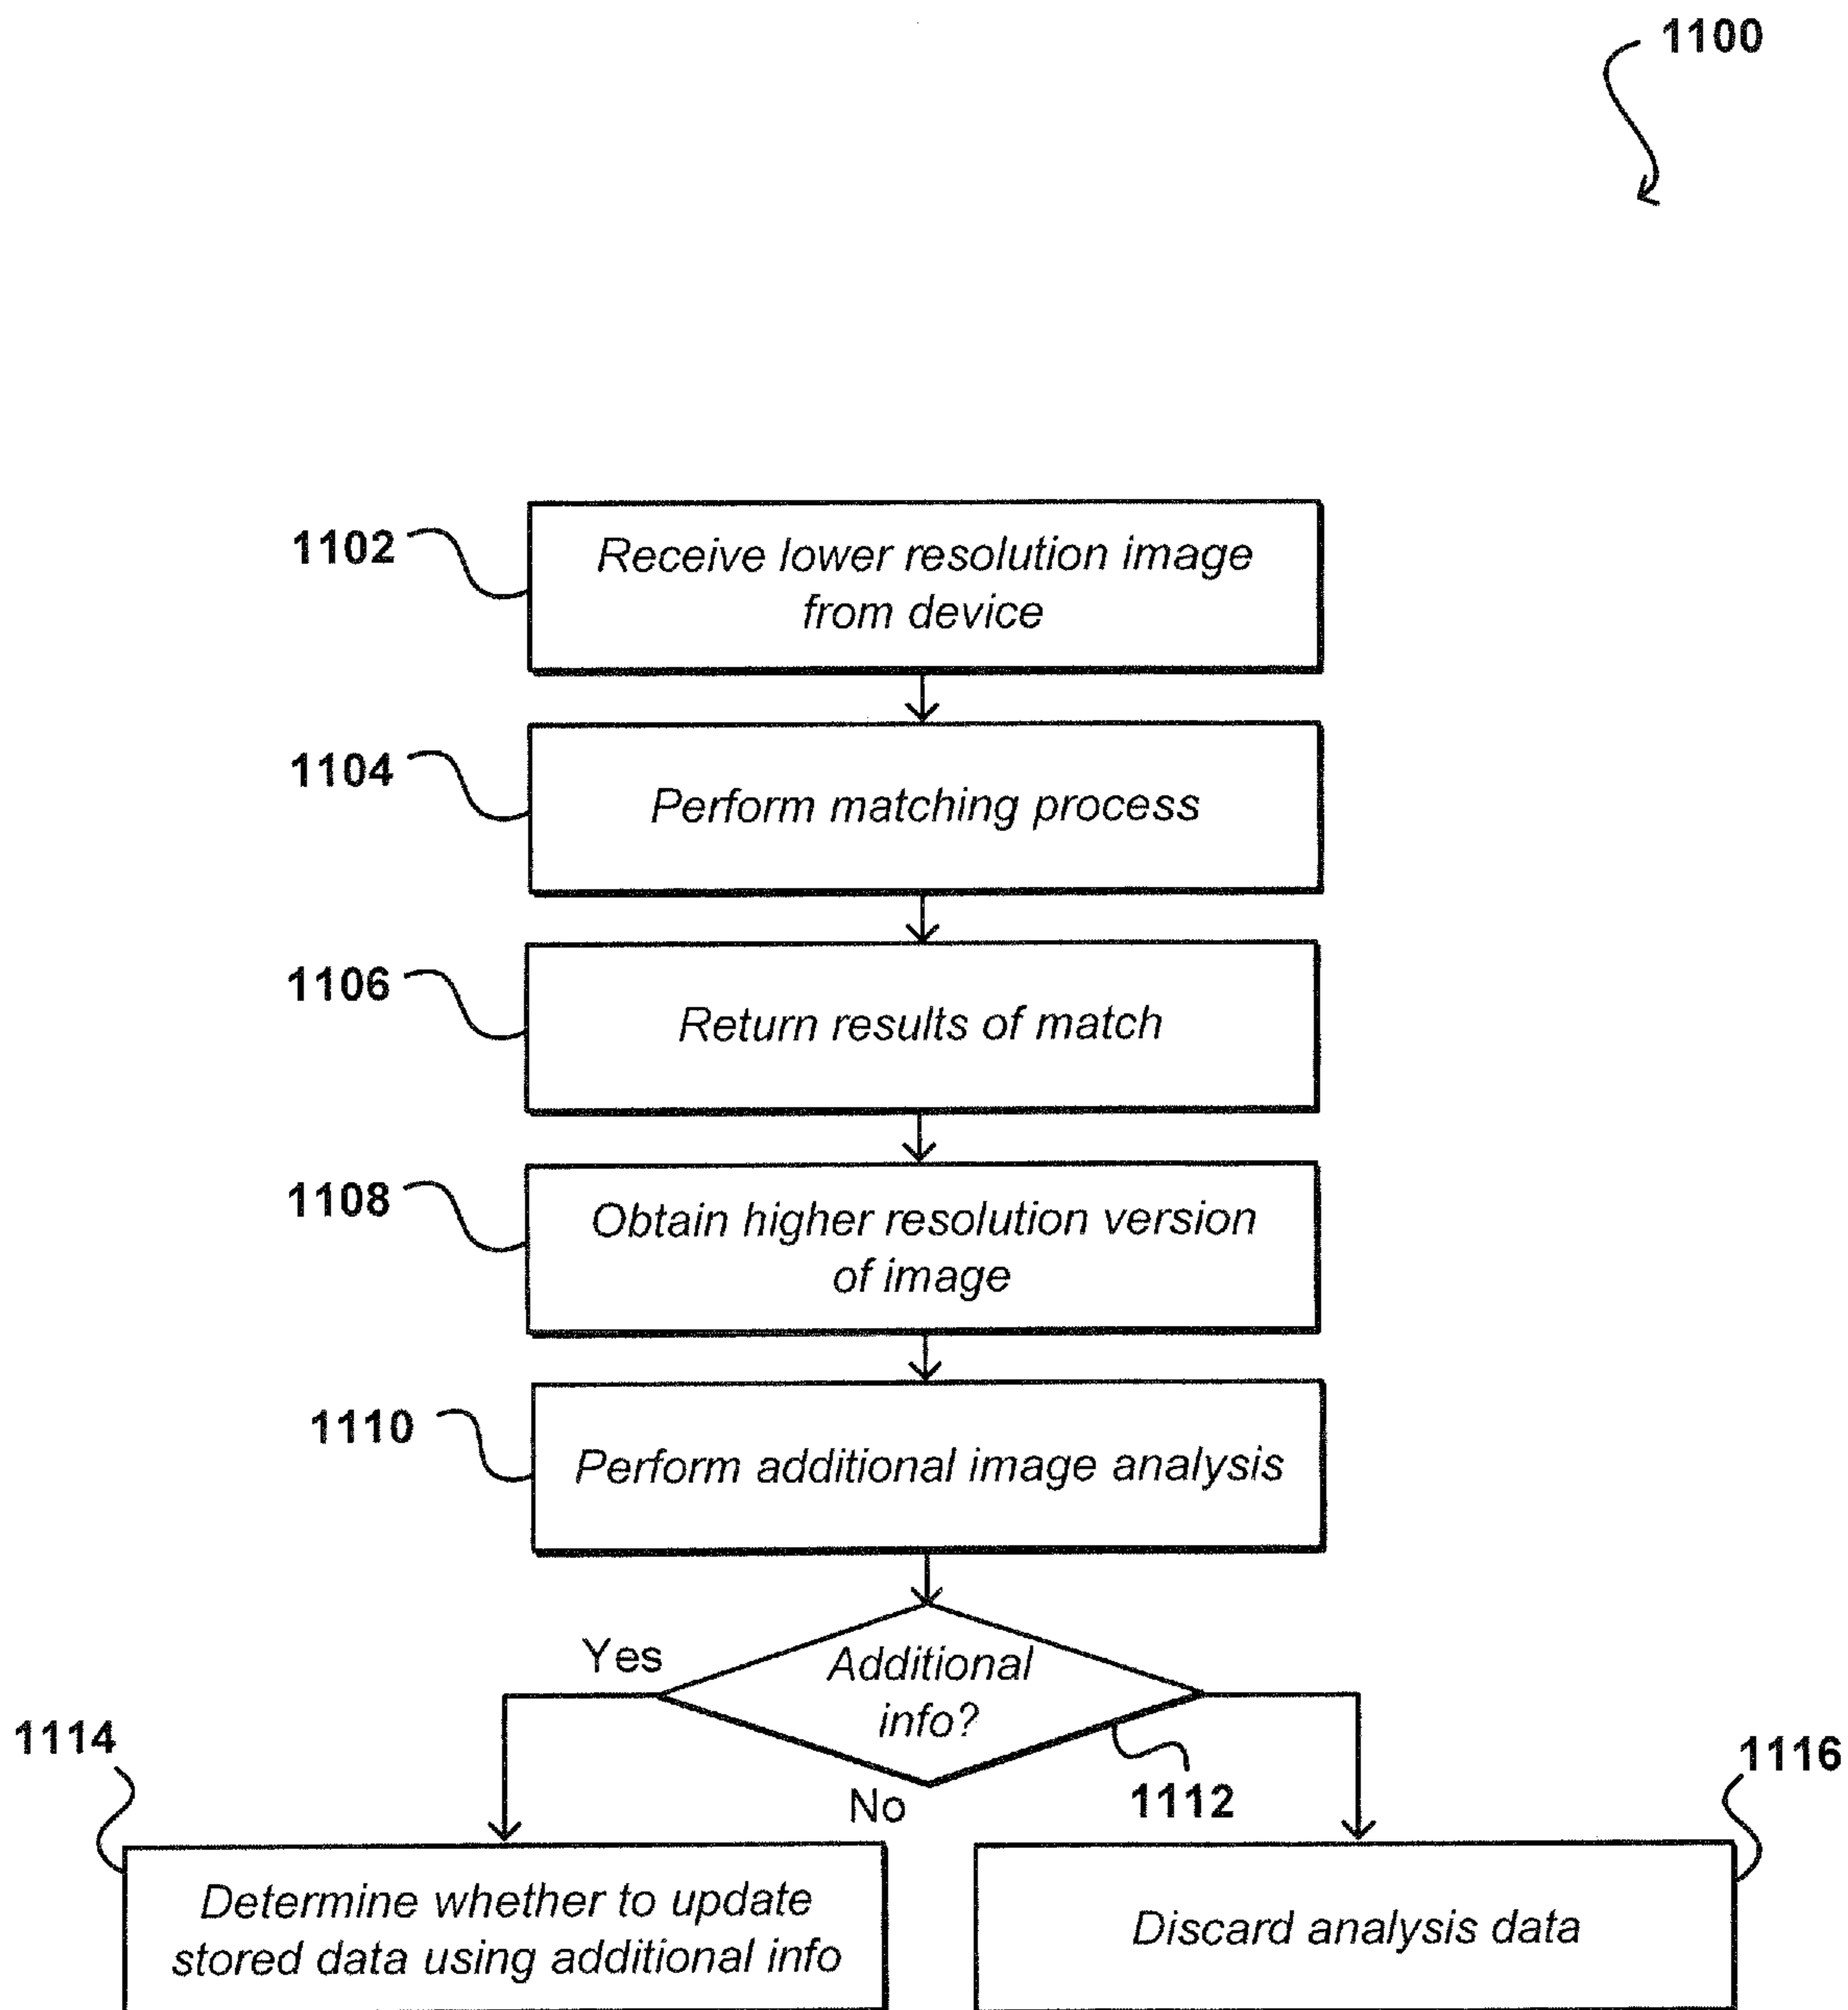 1100
1102
Receive lower resolution image
from device
1104
Perform matching process
1106
Return results of match
1108
Obtain higher resolution version
of image
1110
Perform additional image analysis
Yes
Additional
info?
1114
No
1112
1116
Determine whether to update
stored data using additional info
Discard analysis data